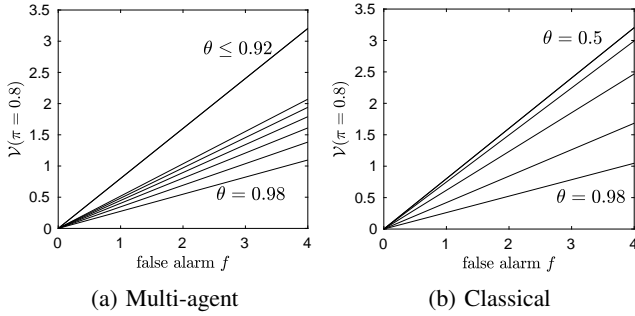 3.5
3
2.5
2
1.5
1
0.5
0
0 1 2 3 4
𝒱(π = 0.8)
θ ≤ 0.92
θ = 0.98
false alarm f
(a) Multi-agent
3.5
3
2.5
2
1.5
1
0.5
0
0 1 2 3 4
𝒱(π = 0.8)
θ = 0.5
θ = 0.98
false alarm f
(b) Classical